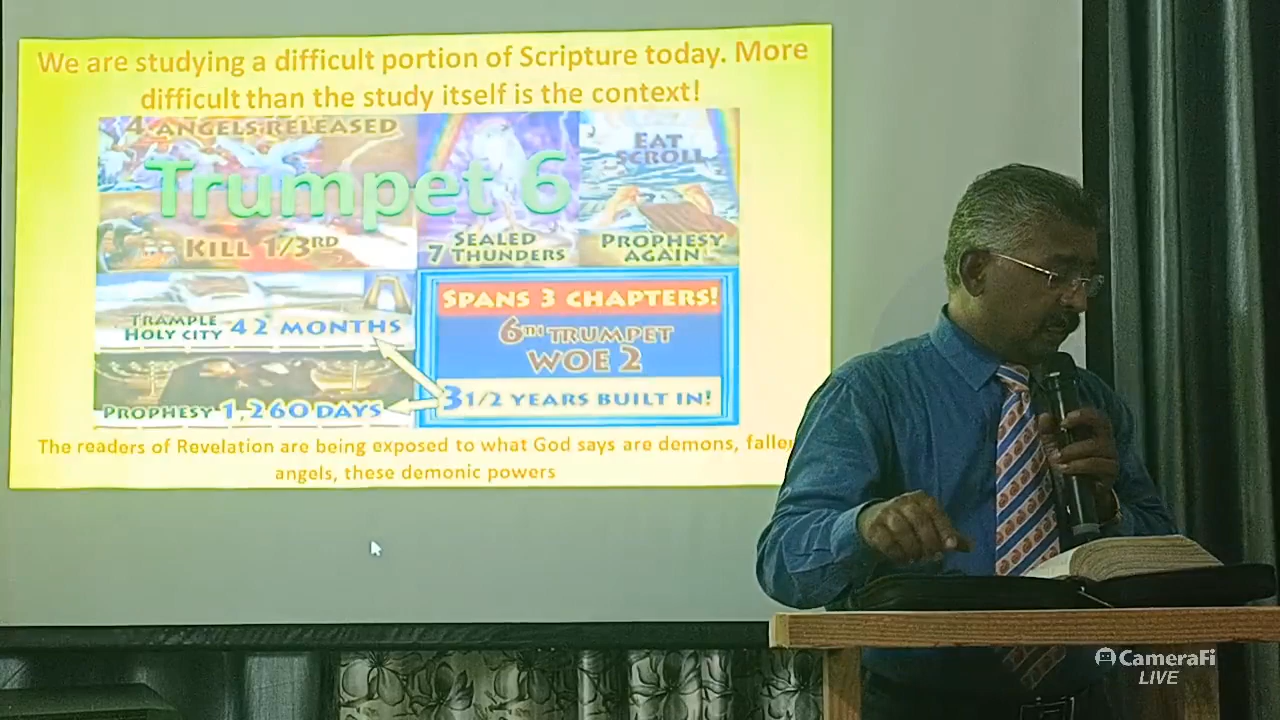 We are studying a difficult portion of Scripture today. More
difficult than the study itself is the context!
4 ANGELS RELEASED
Trumpet 6
KILL 1/3RD
SEALED
7 THUNDERS
EAT
SCROLL
PROPHESY
AGAIN
TRAMPLE
HOLY CITY 42 MONTHS
PROPHESY 1,260 DAYS
SPANS 3 CHAPTERS!
6TH TRUMPET
WOE 2
3 1/2 YEARS BUILT IN!
The readers of Revelation are being exposed to what God says are demons, falle
angels, these demonic powers
CameraFi
LIVE